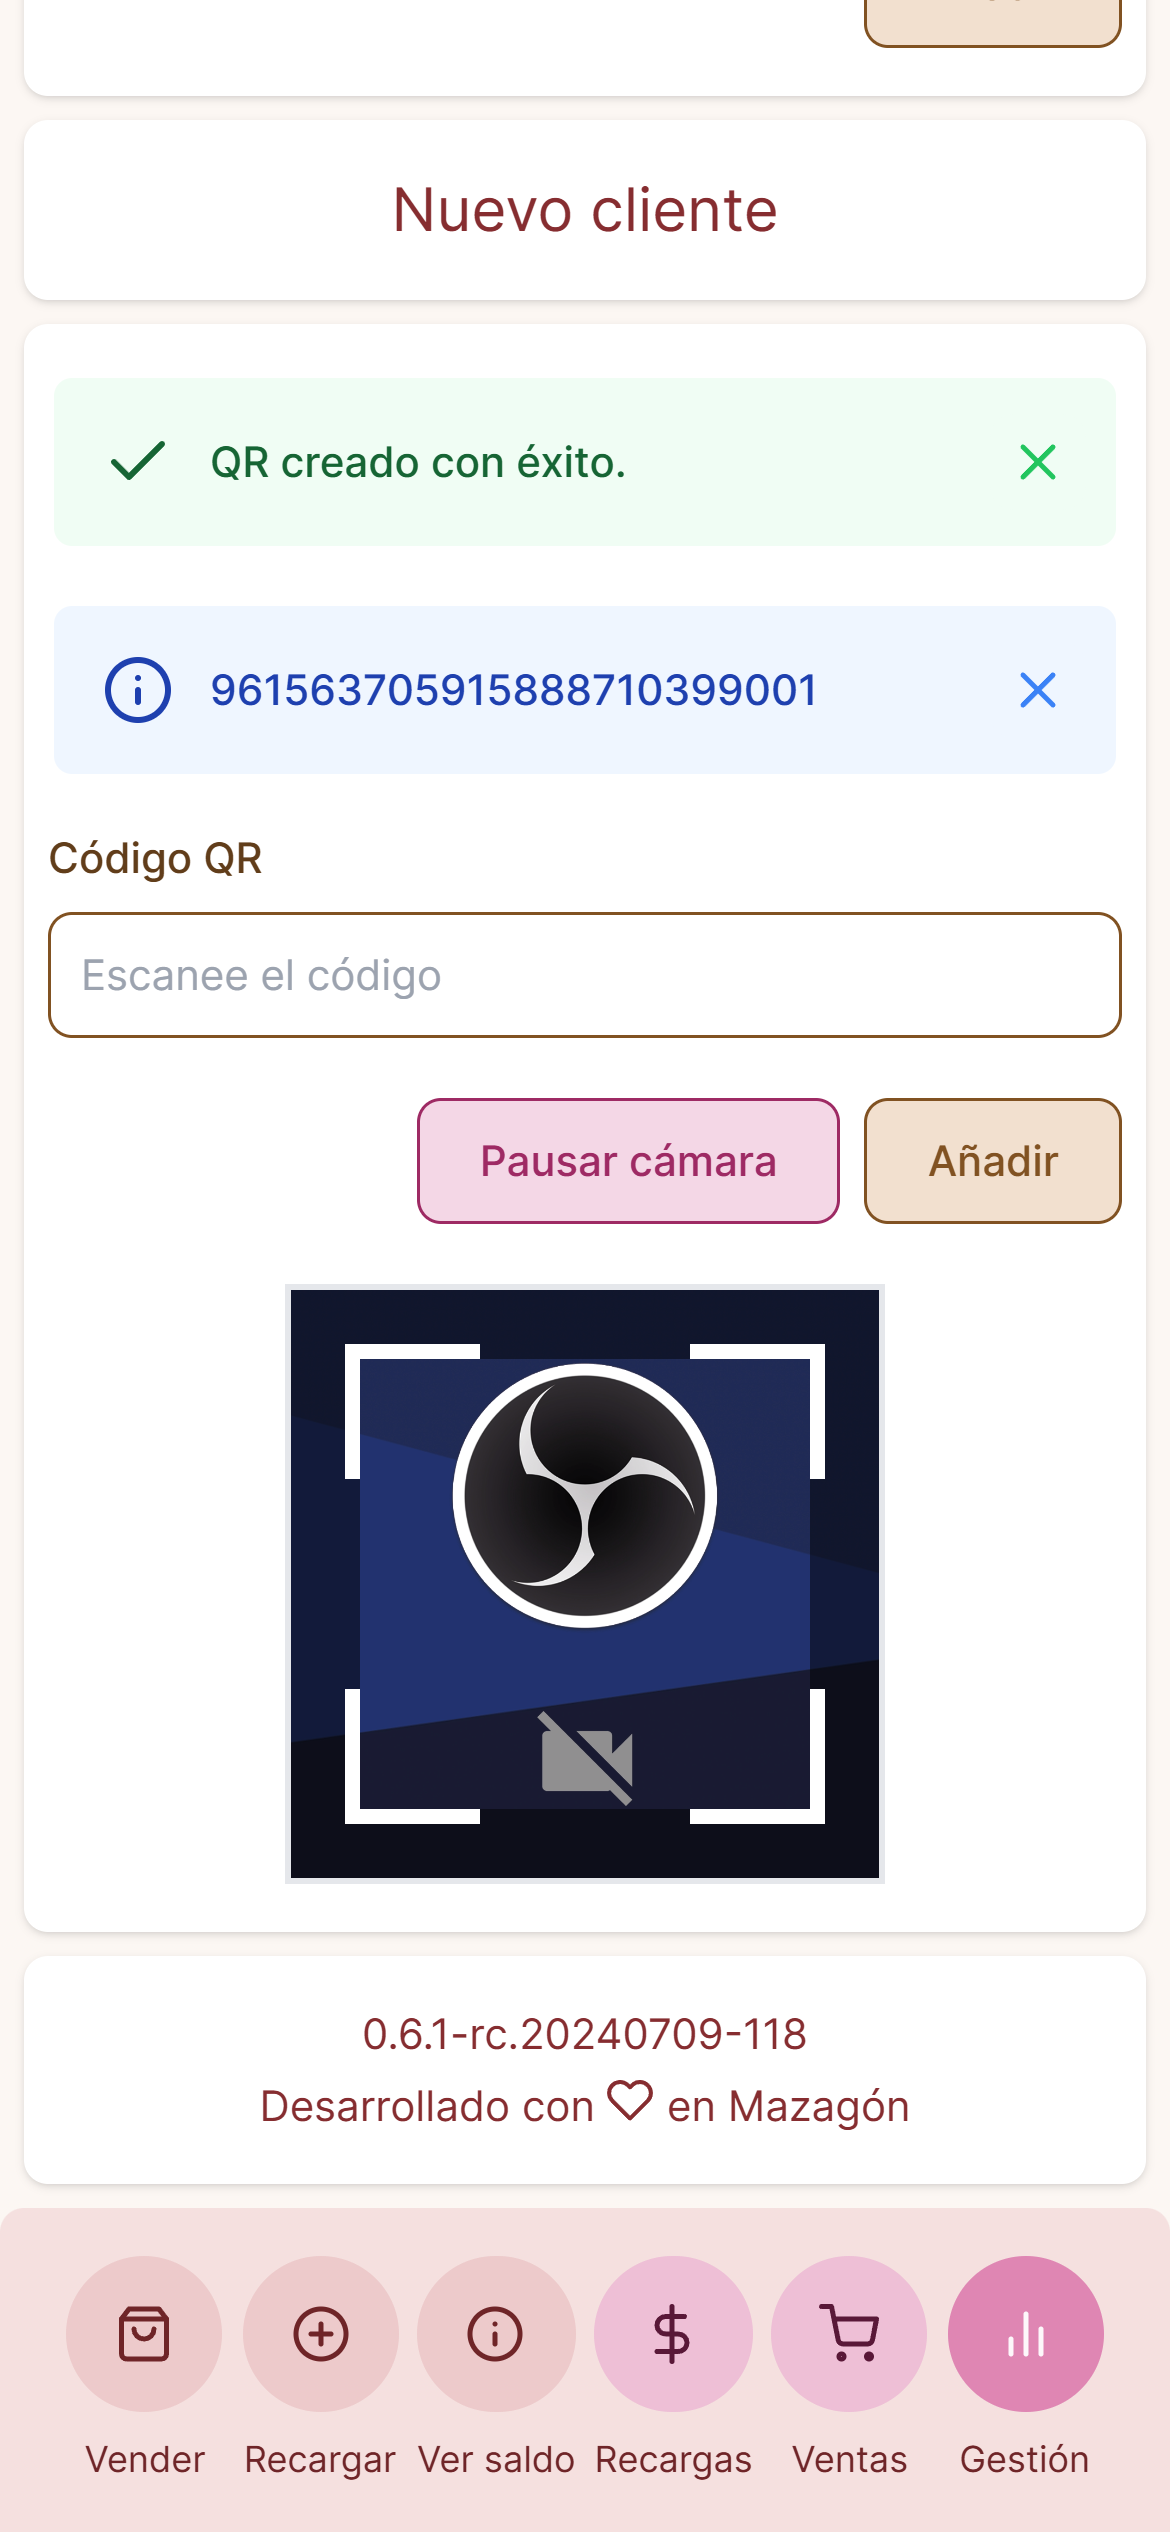 Nuevo cliente
QR creado con éxito.
961563705915888710399001
Código QR
Escanee el código
Pausar cámara
Añadir
0.6.1-rc.20240709-118
Desarrollado con en Mazagón
Vender Recargar Ver saldo Recargas Ventas Gestión